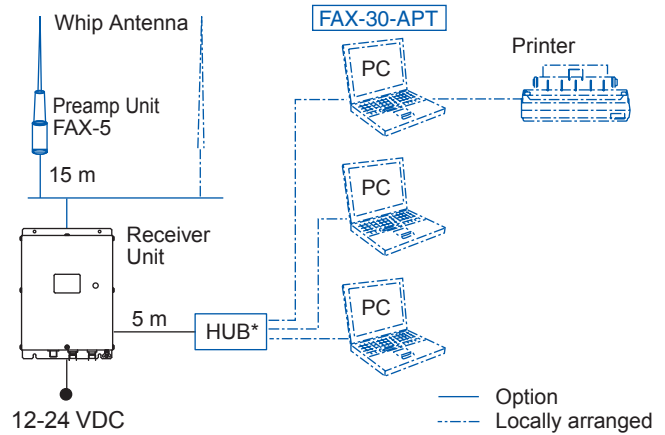 Whip Antenna
FAX-30-APT
Printer
PC
Preamp Unit
FAX-5
15 m
PC
Receiver
Unit
PC
5 m
HUB*
12-24 VDC
Option
Locally arranged